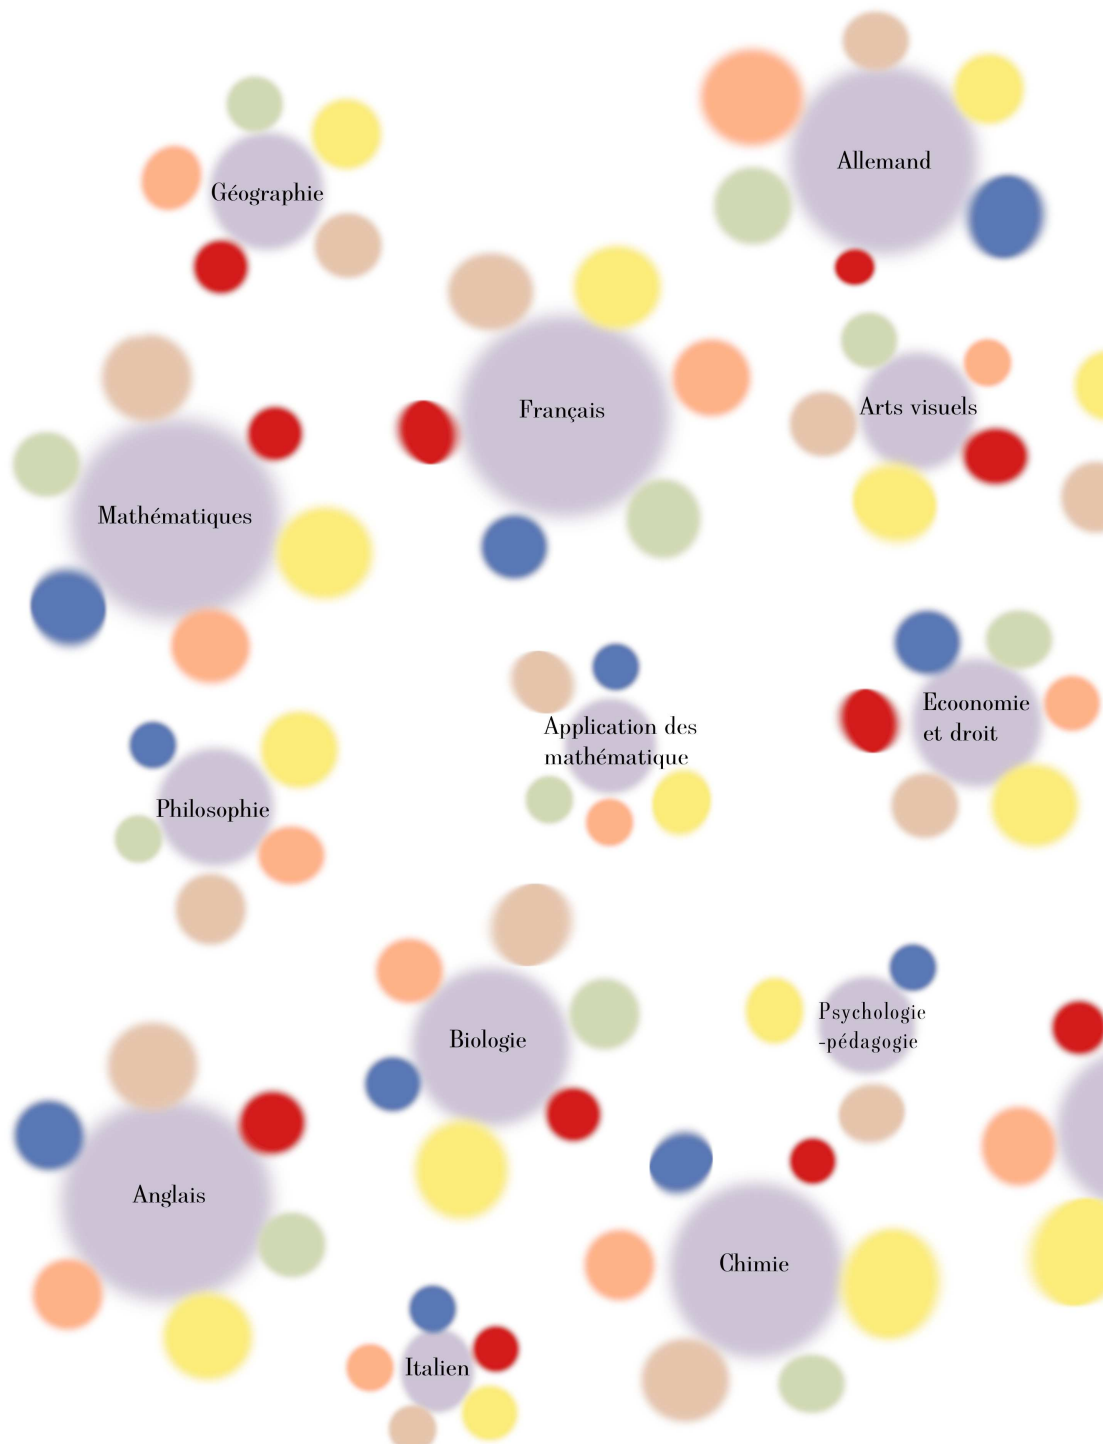 Allemand
Géographie
Français
Arts visuels
Mathématiques
Ecoonomie
et droit
Application des
mathématique
Philosophie
Psychologie
-pédagogie
Biologie
Anglais
Chimie
Italien